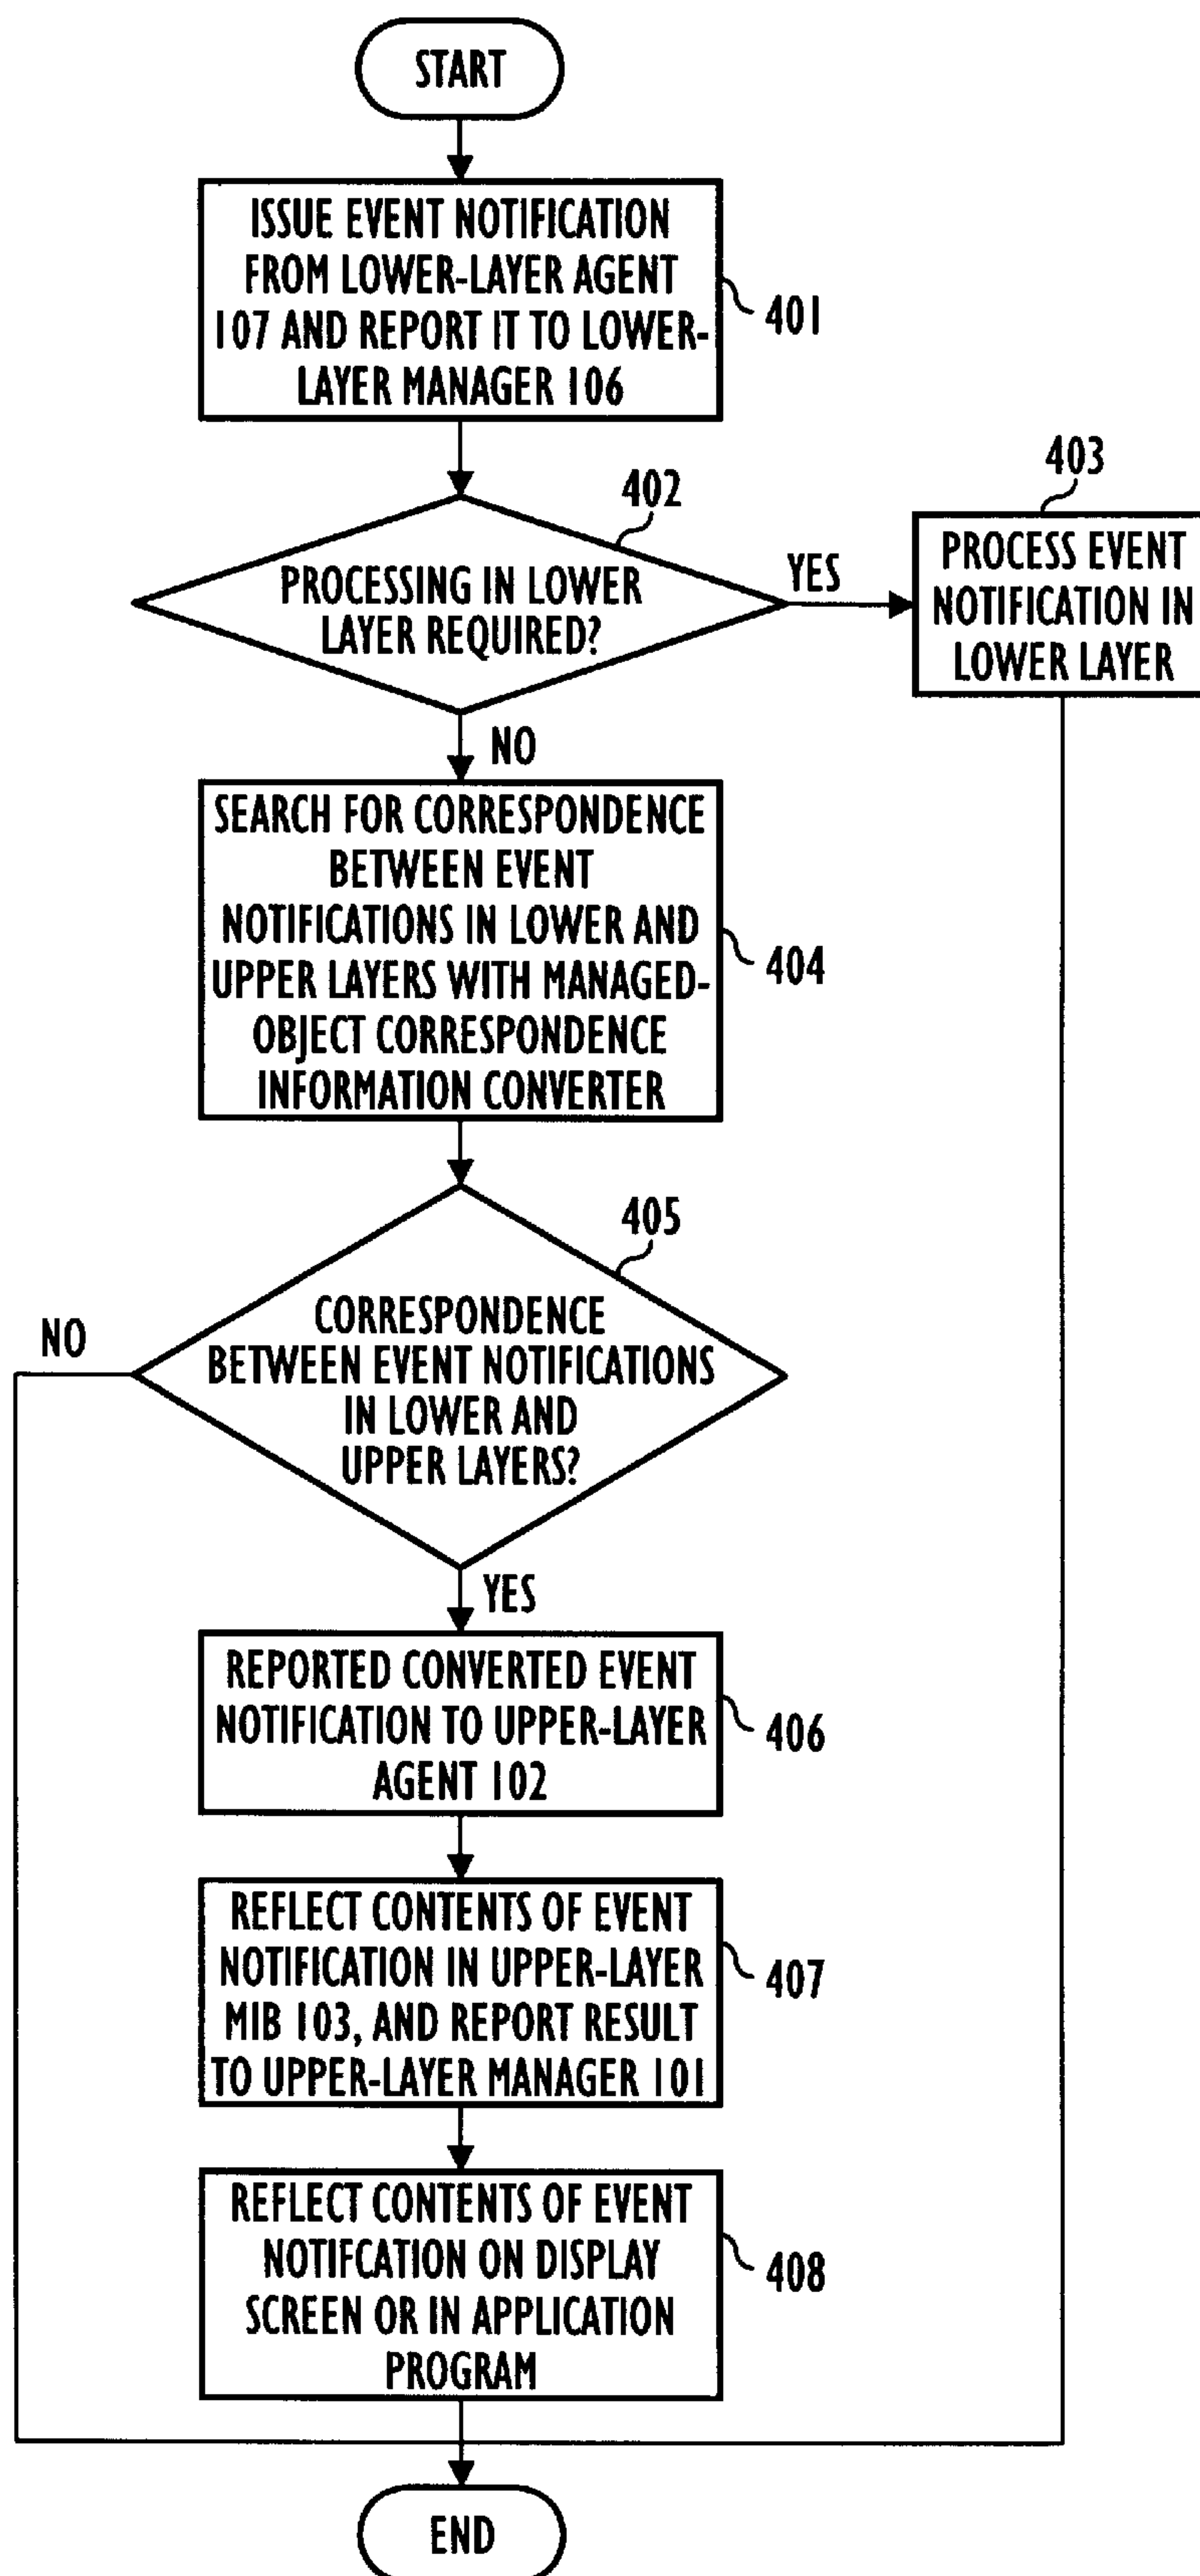 START
ISSUE EVENT NOTIFICATION
FROM LOWER-LAYER AGENT
107 AND REPORT IT TO LOWER-
LAYER MANAGER 106
401
402
PROCESSING IN LOWER
LAYER REQUIRED?
YES
403
PROCESS EVENT
NOTIFICATION IN
LOWER LAYER
NO
SEARCH FOR CORRESPONDENCE
BETWEEN EVENT
NOTIFICATIONS IN LOWER AND
UPPER LAYERS WITH MANAGED-
OBJECT CORRESPONDENCE
INFORMATION CONVERTER
404
405
CORRESPONDENCE
BETWEEN EVENT NOTIFICATIONS
IN LOWER AND
UPPER LAYERS?
NO
YES
REPORTED CONVERTED EVENT
NOTIFICATION TO UPPER-LAYER
AGENT 102
406
REFLECT CONTENTS OF EVENT
NOTIFICATION IN UPPER-LAYER
MIB 103, AND REPORT RESULT
TO UPPER-LAYER MANAGER 101
407
REFLECT CONTENTS OF EVENT
NOTIFCATION ON DISPLAY
SCREEN OR IN APPLICATION
PROGRAM
408
END